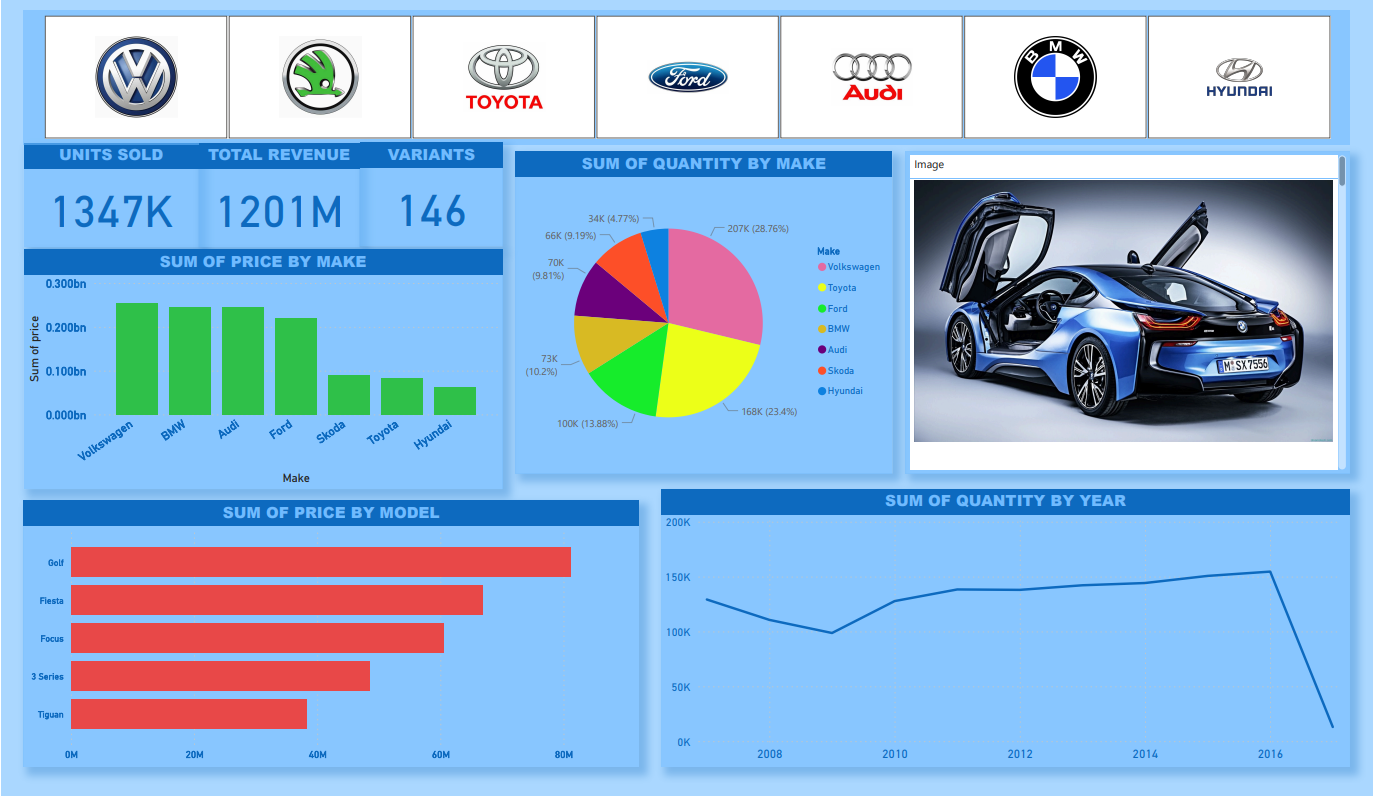 TOYOTA
Ford
Audi
BMW
HYUNDAI
UNITS SOLD
1347K
TOTAL REVENUE
1201M
VARIANTS
146
SUM OF PRICE BY MAKE
Sum of price
0.300bn
0.200bn
0.100bn
0.000bn
Volkswagen
BMW
Audi
Ford
Skoda
Toyota
Hyundai
Make
SUM OF QUANTITY BY MAKE
34K (4.77%)
207K (28.76%)
66K (9.19%)
70K
(9.81%)
73K
(10.2%)
100K (13.88%)
168K (23.4%)
Make
Volkswagen
Toyota
Ford
BMW
Audi
Skoda
Hyundai
Image
M SX 7556
SUM OF PRICE BY MODEL
Golf
Fiesta
Focus
3 Series
Tiguan
0M
20M
40M
60M
80M
SUM OF QUANTITY BY YEAR
200K
150K
100K
50K
0K
2008
2010
2012
2014
2016